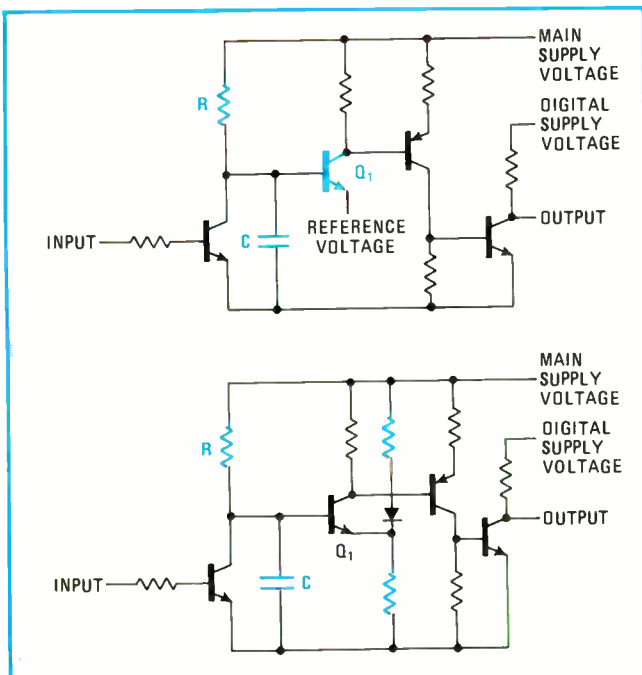 MAIN
SUPPLY
VOLTAGE
DIGITAL
SUPPLY
VOLTAGE
R
Q1
REFERENCE
VOLTAGE
OUTPUT
INPUT
C
MAIN
SUPPLY
VOLTAGE
DIGITAL
SUPPLY
VOLTAGE
R
OUTPUT
Q1
INPUT
C